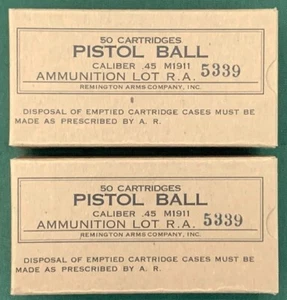 50 CARTRIDGES
PISTOL BALL
CALIBER .45 M1911
AMMUNITION LOT R.A. 5339
REMINGTON ARMS COMPANY, INC.
DISPOSAL OF EMPTIED CARTRIDGE CASES MUST BE
MADE AS PRESCRIBED BY A. R.
50 CARTRIDGES
PISTOL BALL
CALIBER .45 M1911
AMMUNITION LOT R.A. 5339
REMINGTON ARMS COMPANY, INC.
DISPOSAL OF EMPTIED CARTRIDGE CASES MUST BE
MADE AS PRESCRIBED BY A. R.